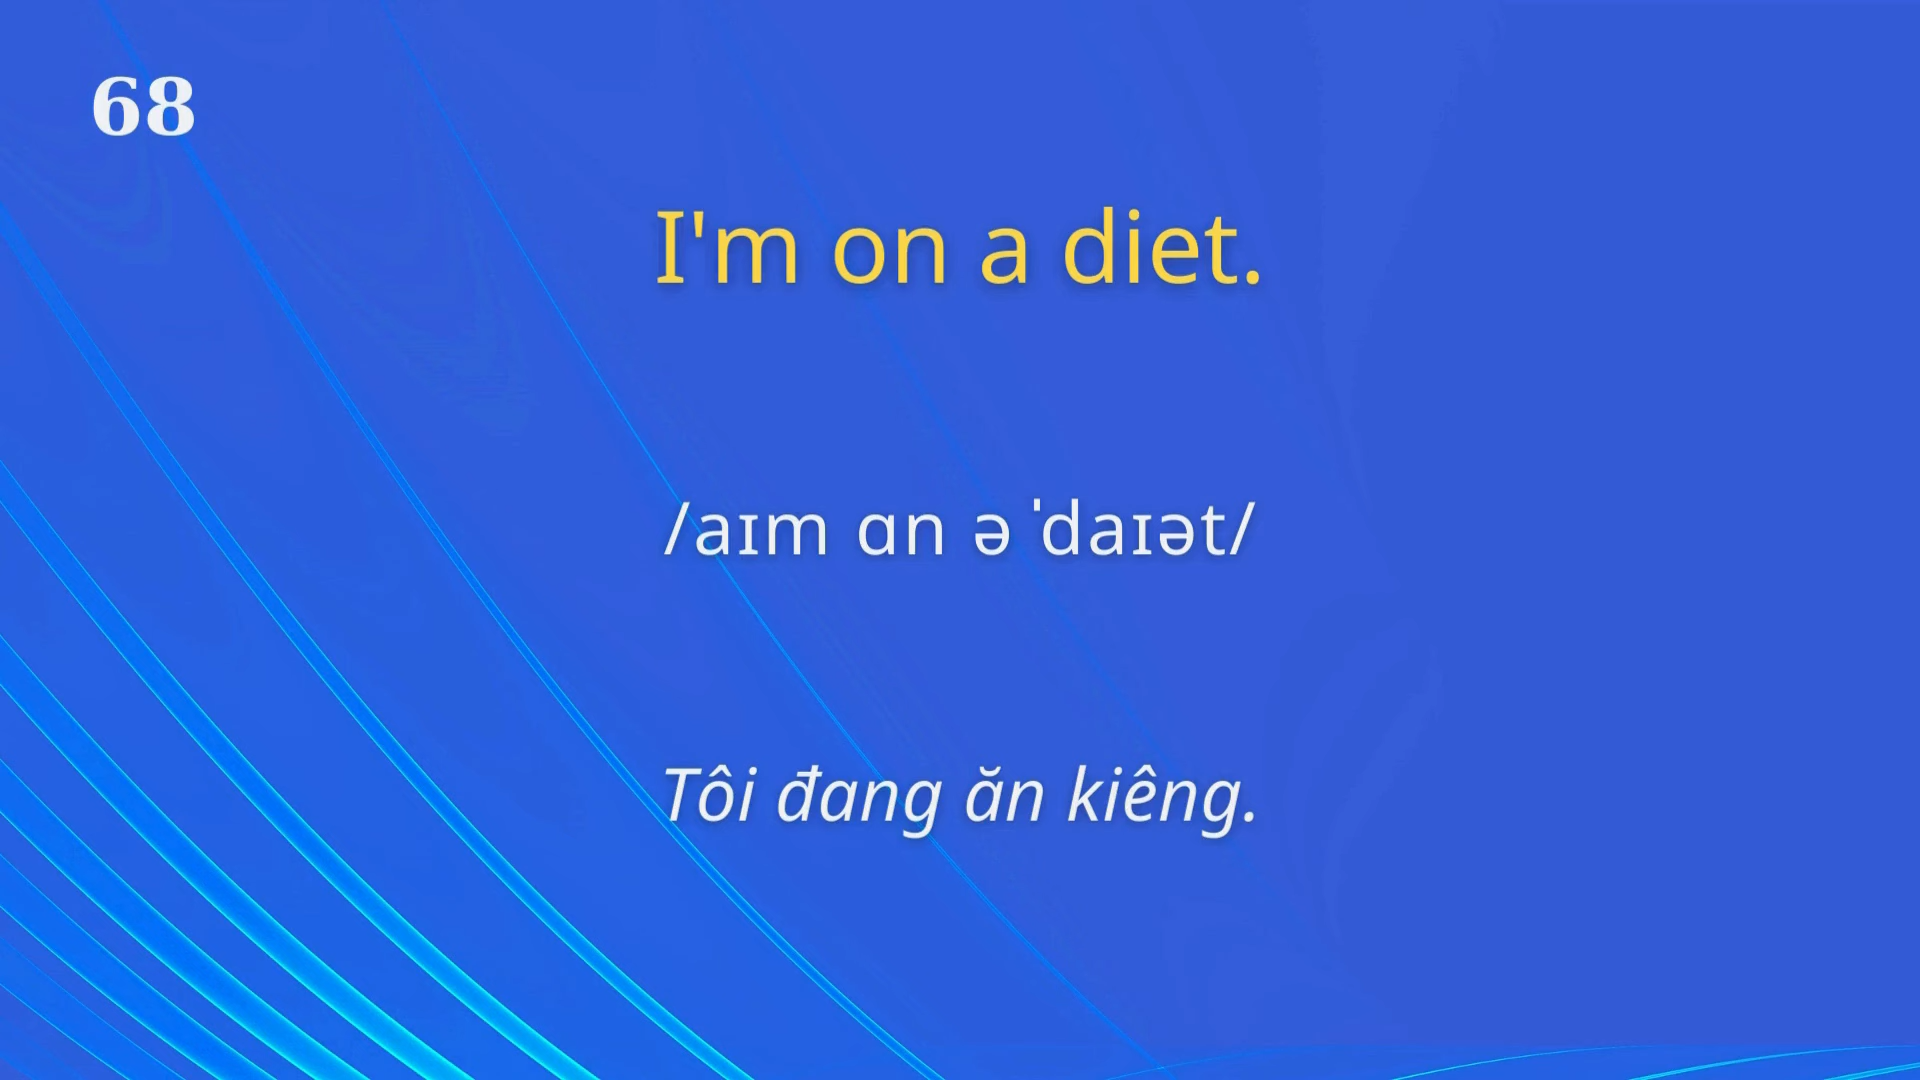 68
I'm on a diet.
/aɪm ɑn ə ˈdaɪət/
Tôi đang ăn kiêng.